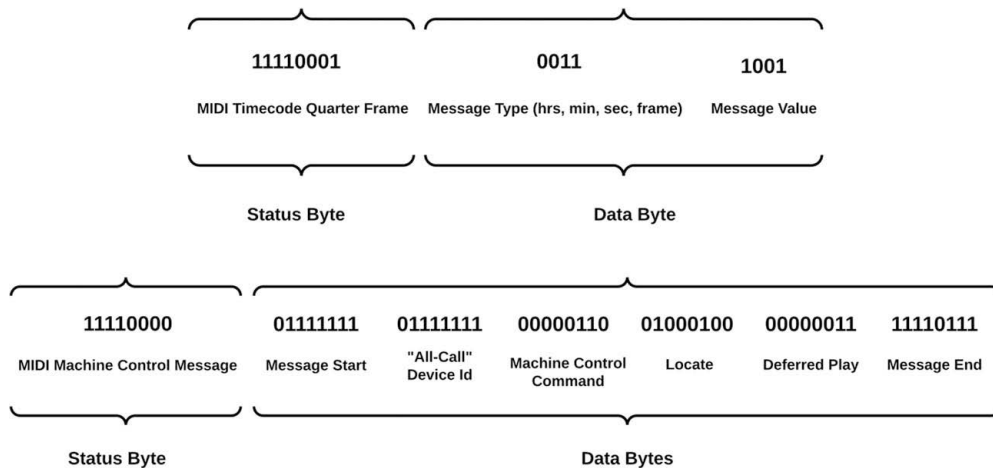 11110001 0011 1001
MIDI Timecode Quarter Frame Message Type (hrs, min, sec, frame) Message Value
Status Byte Data Byte
11110000 01111111 01111111 00000110 01000100 00000011 11110111
MIDI Machine Control Message Message Start "All-Call" Device Id Machine Control Command Locate Deferred Play Message End
Status Byte Data Bytes